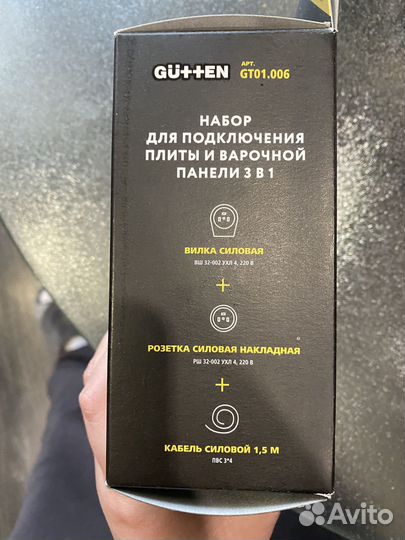 GÜTTEN
АРТ.
GT01.006
НАБОР
ДЛЯ ПОДКЛЮЧЕНИЯ
ПЛИТЫ И ВАРОЧНОЙ
ПАНЕЛИ 3 В 1
ВИЛКА СИЛОВАЯ
ВШ 32-002 УХЛ 4, 220 В
+
РОЗЕТКА СИЛОВАЯ НАКЛАДНАЯ
РШ 32-002 УХЛ 4, 220 В
+
КАБЕЛЬ СИЛОВОЙ 1,5 М
ПВС 3*4
Avito